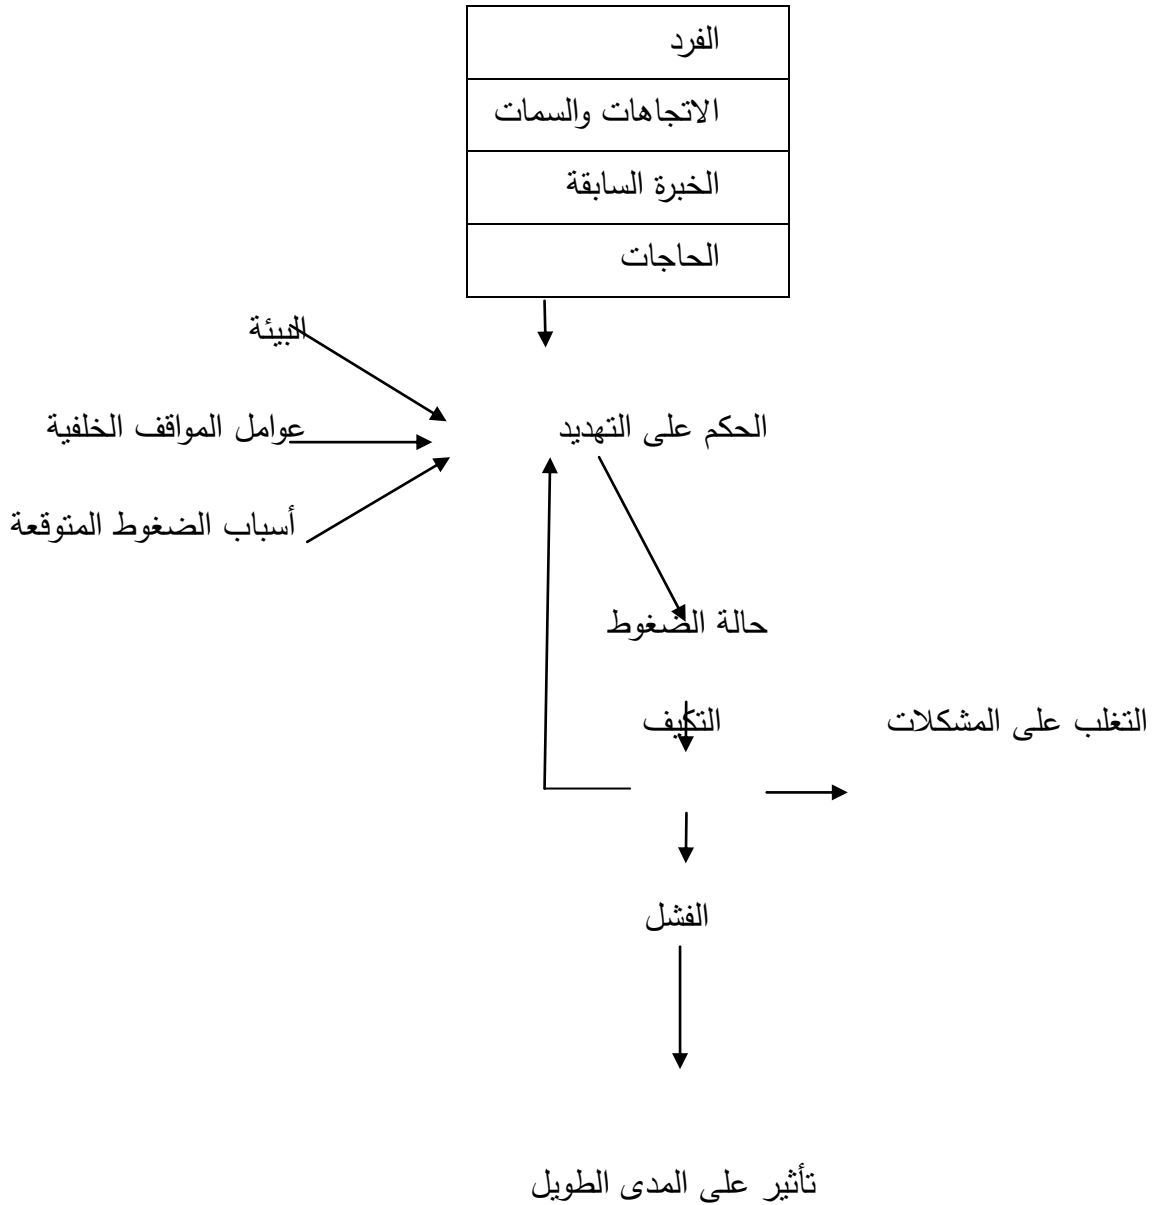 الفرد
الاتجاهات والسمات
الخبرة السابقة
الحاجات
البيئة
الحكم على التهديد
عوامل المواقف الخلفية
أسباب الضغوط المتوقعة
حالة الضغوط
التغلب على المشكلات
التكيف
الفشل
تأثير على المدى الطويل